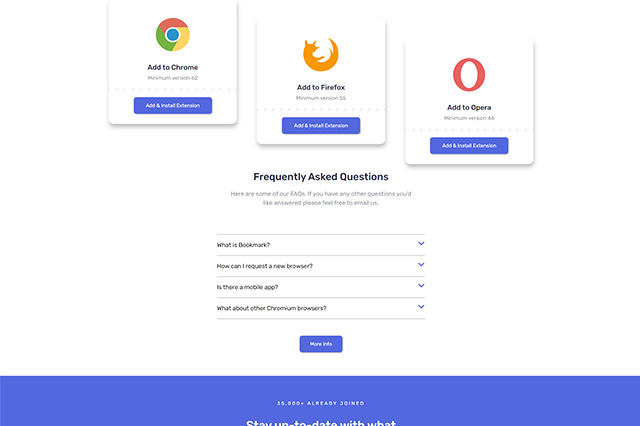 Add to Chrome
Minimum version 62
Add & Install Extension
Add to Firefox
Minimum version 55
Add & Install Extension
Add to Opera
Minimum version 46
Add & Install Extension
Frequently Asked Questions
Here are some of our FAQs. If you have any other questions you'd
like answered please feel free to email us.
What is Bookmark?
How can I request a new browser?
Is there a mobile app?
What about other Chromium browsers?
More Info
35,000+ ALREADY JOINED
Stay up-to-date with what